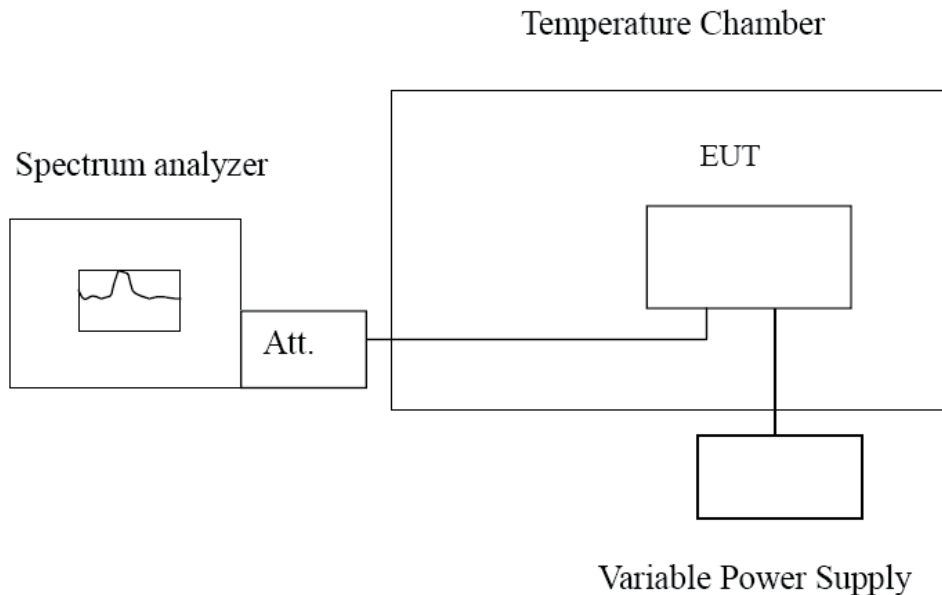 Temperature Chamber
EUT
Spectrum analyzer
Att.
Variable Power Supply